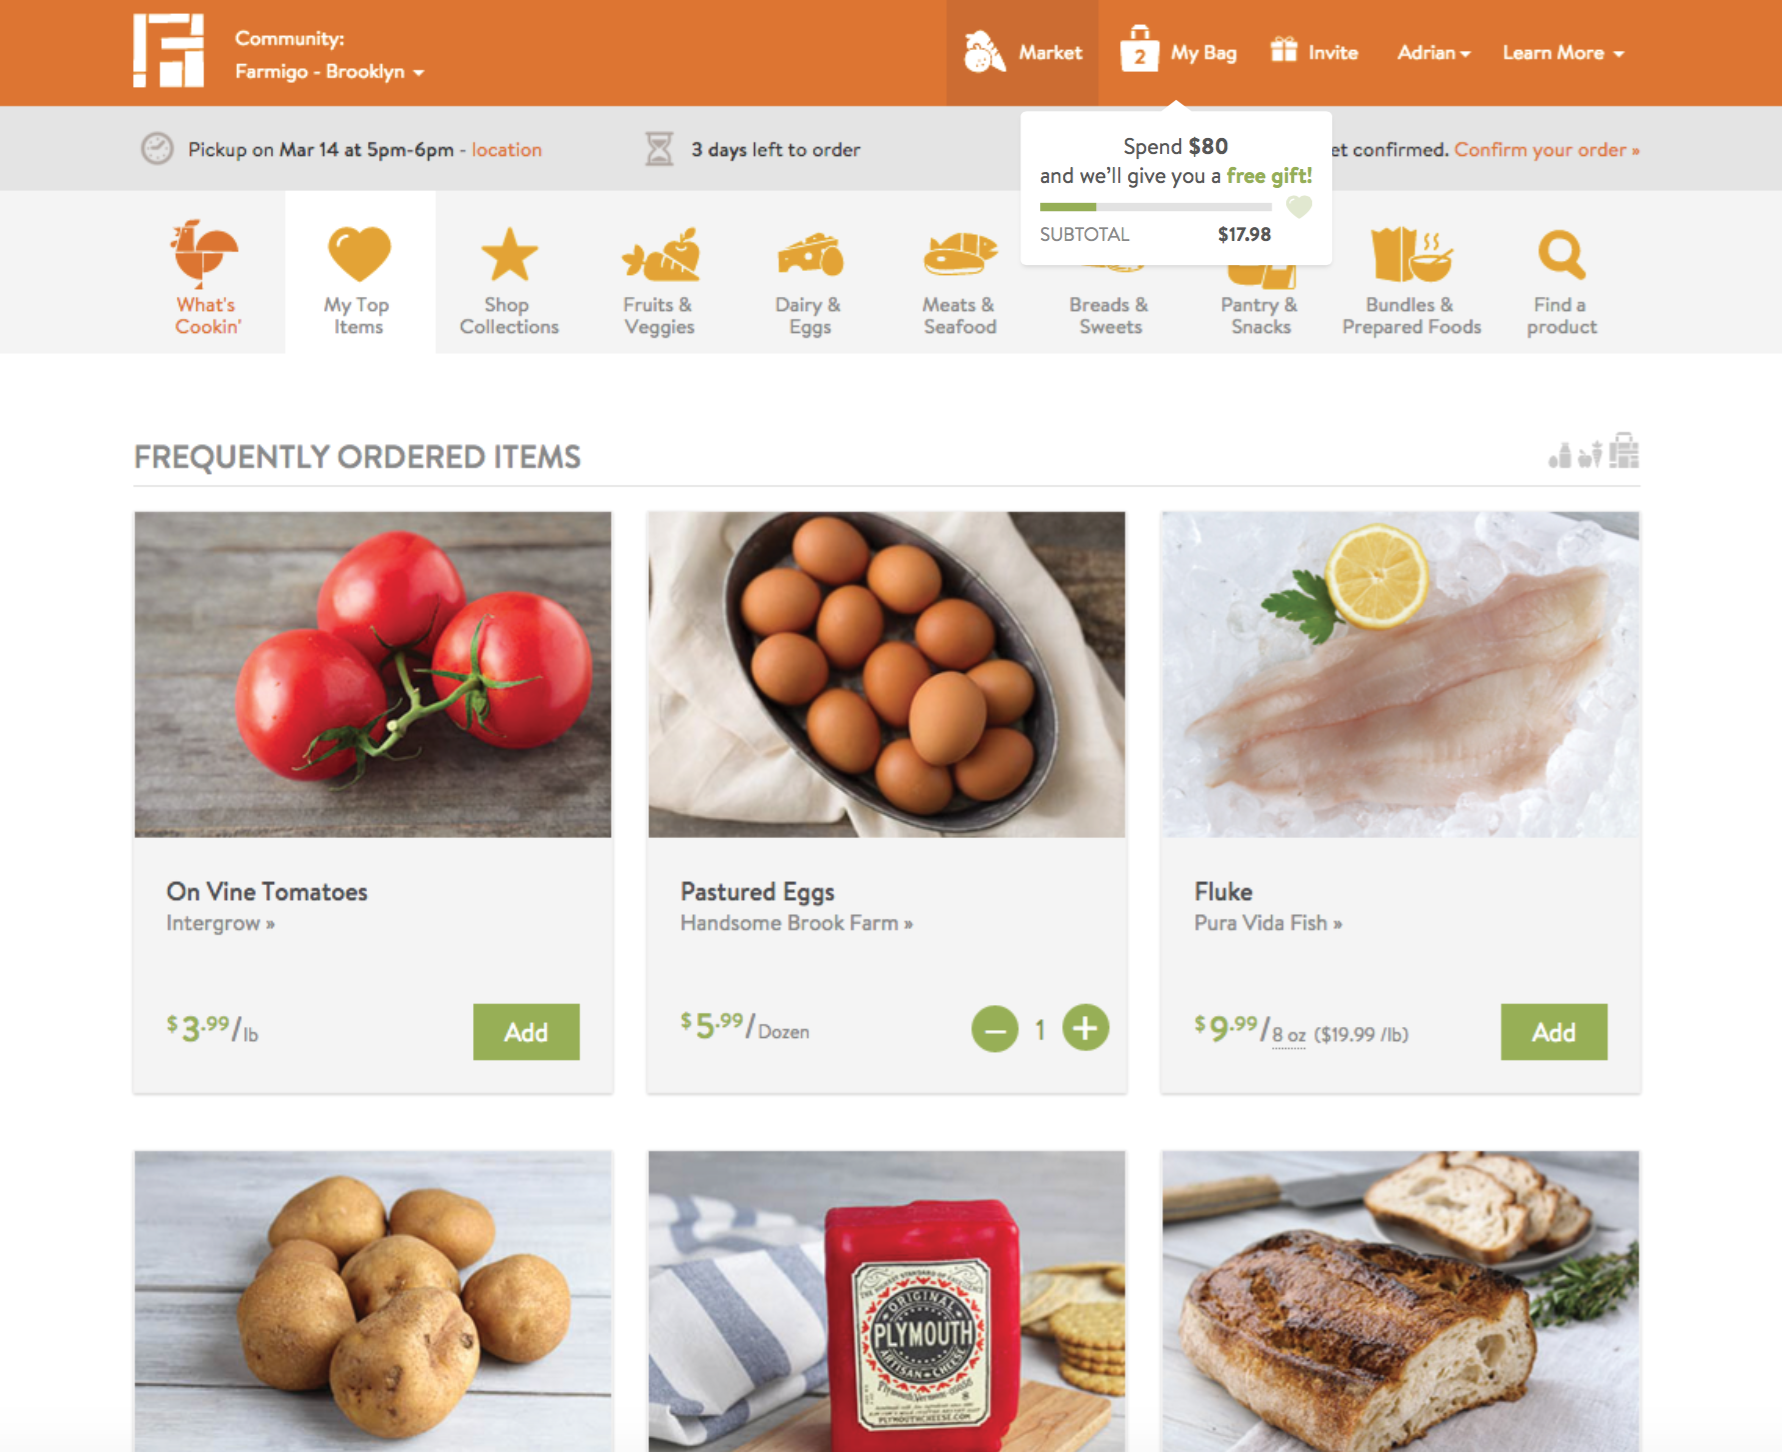 Community:
Farmigo - Brooklyn
Market
2
My Bag
Invite
Adrian
Learn More
Pickup on Mar 14 at 5pm-6pm - location
3 days left to order
et confirmed. Confirm your order »
Spend $80
and we'll give you a free gift!
SUBTOTAL $17.98
What's
Cookin'
My Top
Items
Shop
Collections
Fruits &
Veggies
Dairy &
Eggs
Meats &
Seafood
Breads &
Sweets
Pantry &
Snacks
Bundles &
Prepared Foods
Find a
product
FREQUENTLY ORDERED ITEMS
On Vine Tomatoes
Intergrow »
$3.99/lb
Add
Pastured Eggs
Handsome Brook Farm »
$5.99/Dozen
– 1 +
Fluke
Pura Vida Fish »
$9.99/8 oz ($19.99 /lb)
Add
ORIGINAL
PLYMOUTH
ARTISAN CHEESE
PLYMOUTHCHEESE.COM